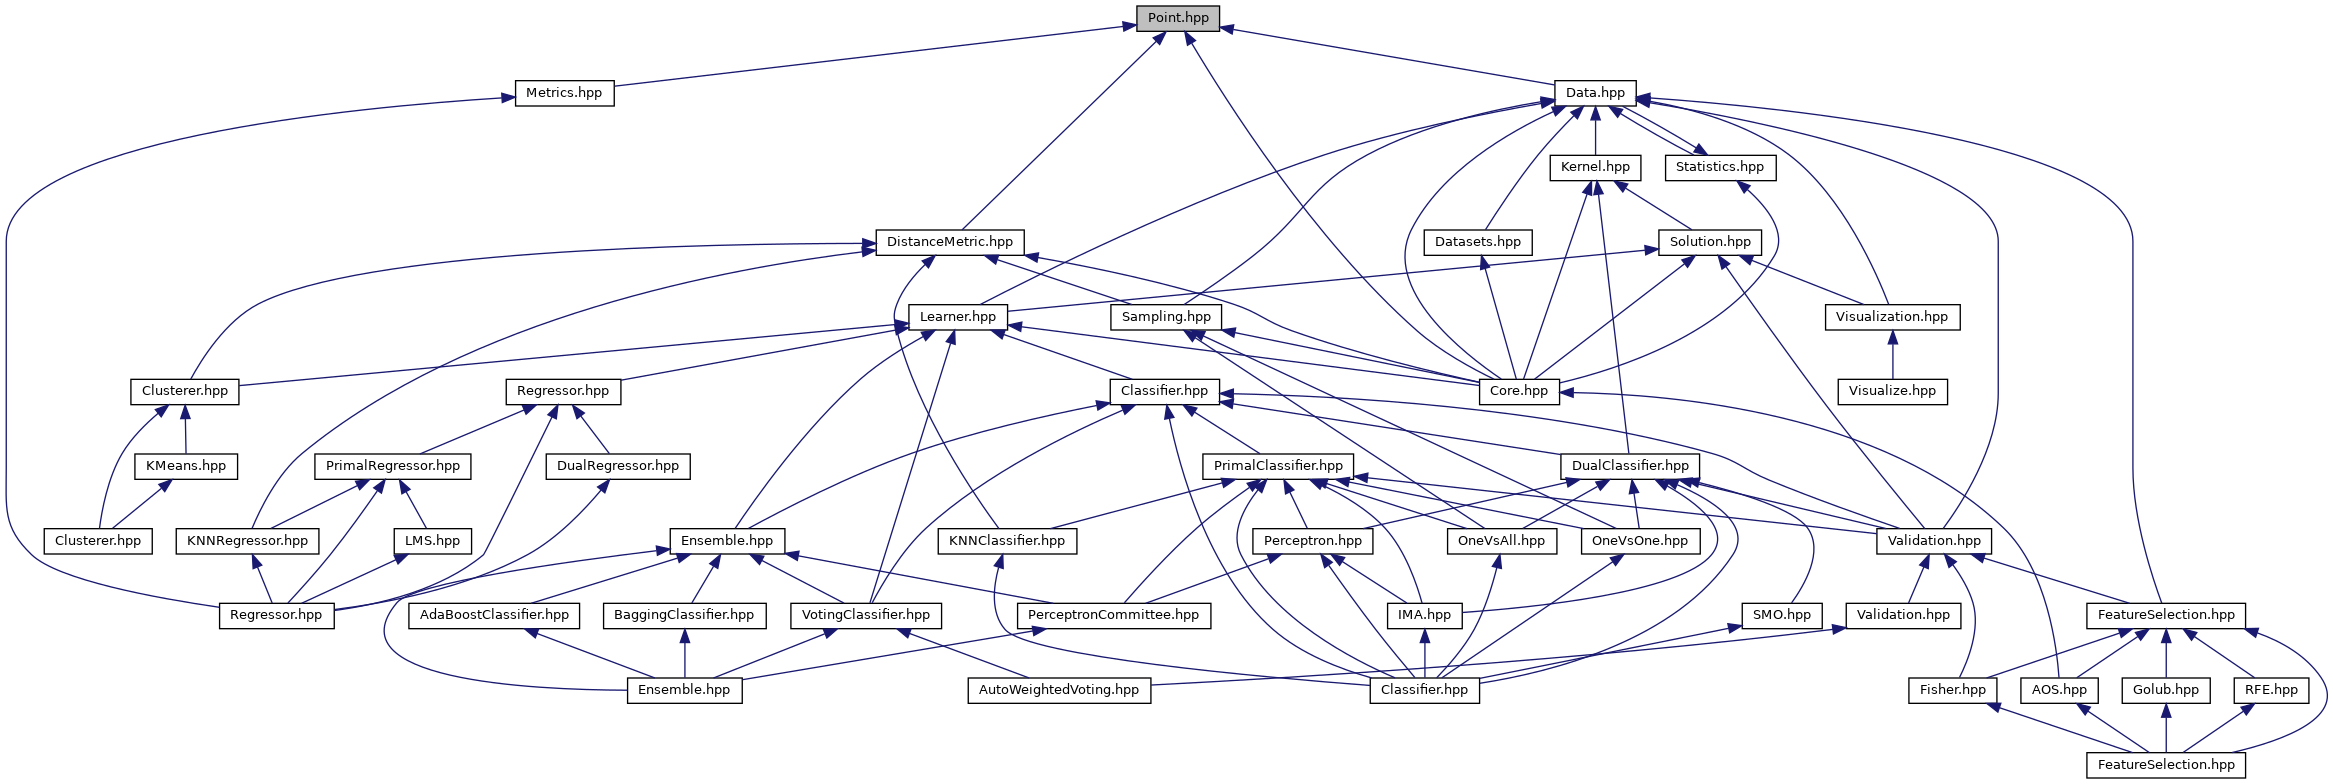 Point.hpp
Metrics.hpp
Data.hpp
Kernel.hpp
Statistics.hpp
DistanceMetric.hpp
Datasets.hpp
Solution.hpp
Learner.hpp
Sampling.hpp
Visualization.hpp
Clusterer.hpp
Regressor.hpp
Classifier.hpp
Core.hpp
Visualize.hpp
KMeans.hpp
PrimalRegressor.hpp
DualRegressor.hpp
PrimalClassifier.hpp
DualClassifier.hpp
Clusterer.hpp
KNNRegressor.hpp
LMS.hpp
Ensemble.hpp
KNNClassifier.hpp
Perceptron.hpp
OneVsAll.hpp
OneVsOne.hpp
Validation.hpp
Regressor.hpp
AdaBoostClassifier.hpp
BaggingClassifier.hpp
VotingClassifier.hpp
PerceptronCommittee.hpp
IMA.hpp
SMO.hpp
Validation.hpp
FeatureSelection.hpp
Ensemble.hpp
AutoWeightedVoting.hpp
Classifier.hpp
Fisher.hpp
AOS.hpp
Golub.hpp
RFE.hpp
FeatureSelection.hpp